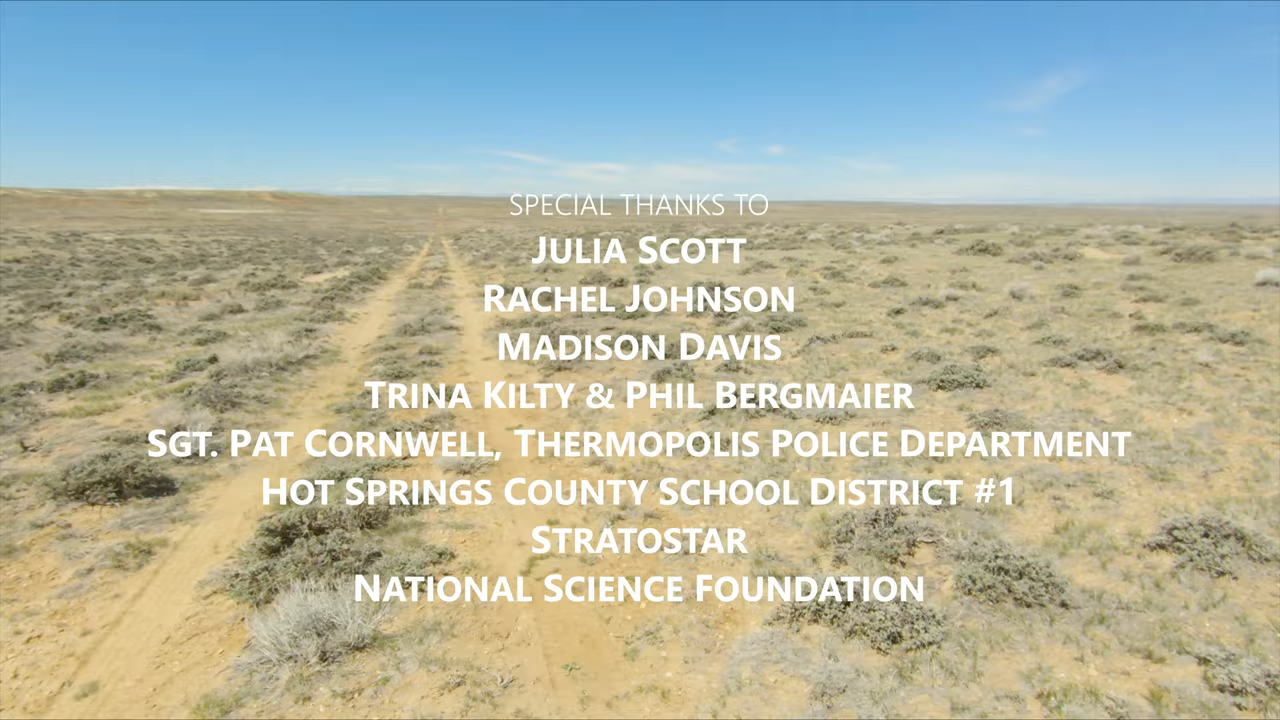 SPECIAL THANKS TO
JULIA SCOTT
RACHEL JOHNSON
MADISON DAVIS
TRINA KILTY & PHIL BERGMAIER
SGT. PAT CORNWELL, THERMOPOLIS POLICE DEPARTMENT
HOT SPRINGS COUNTY SCHOOL DISTRICT #1
STRATOSTAR
NATIONAL SCIENCE FOUNDATION